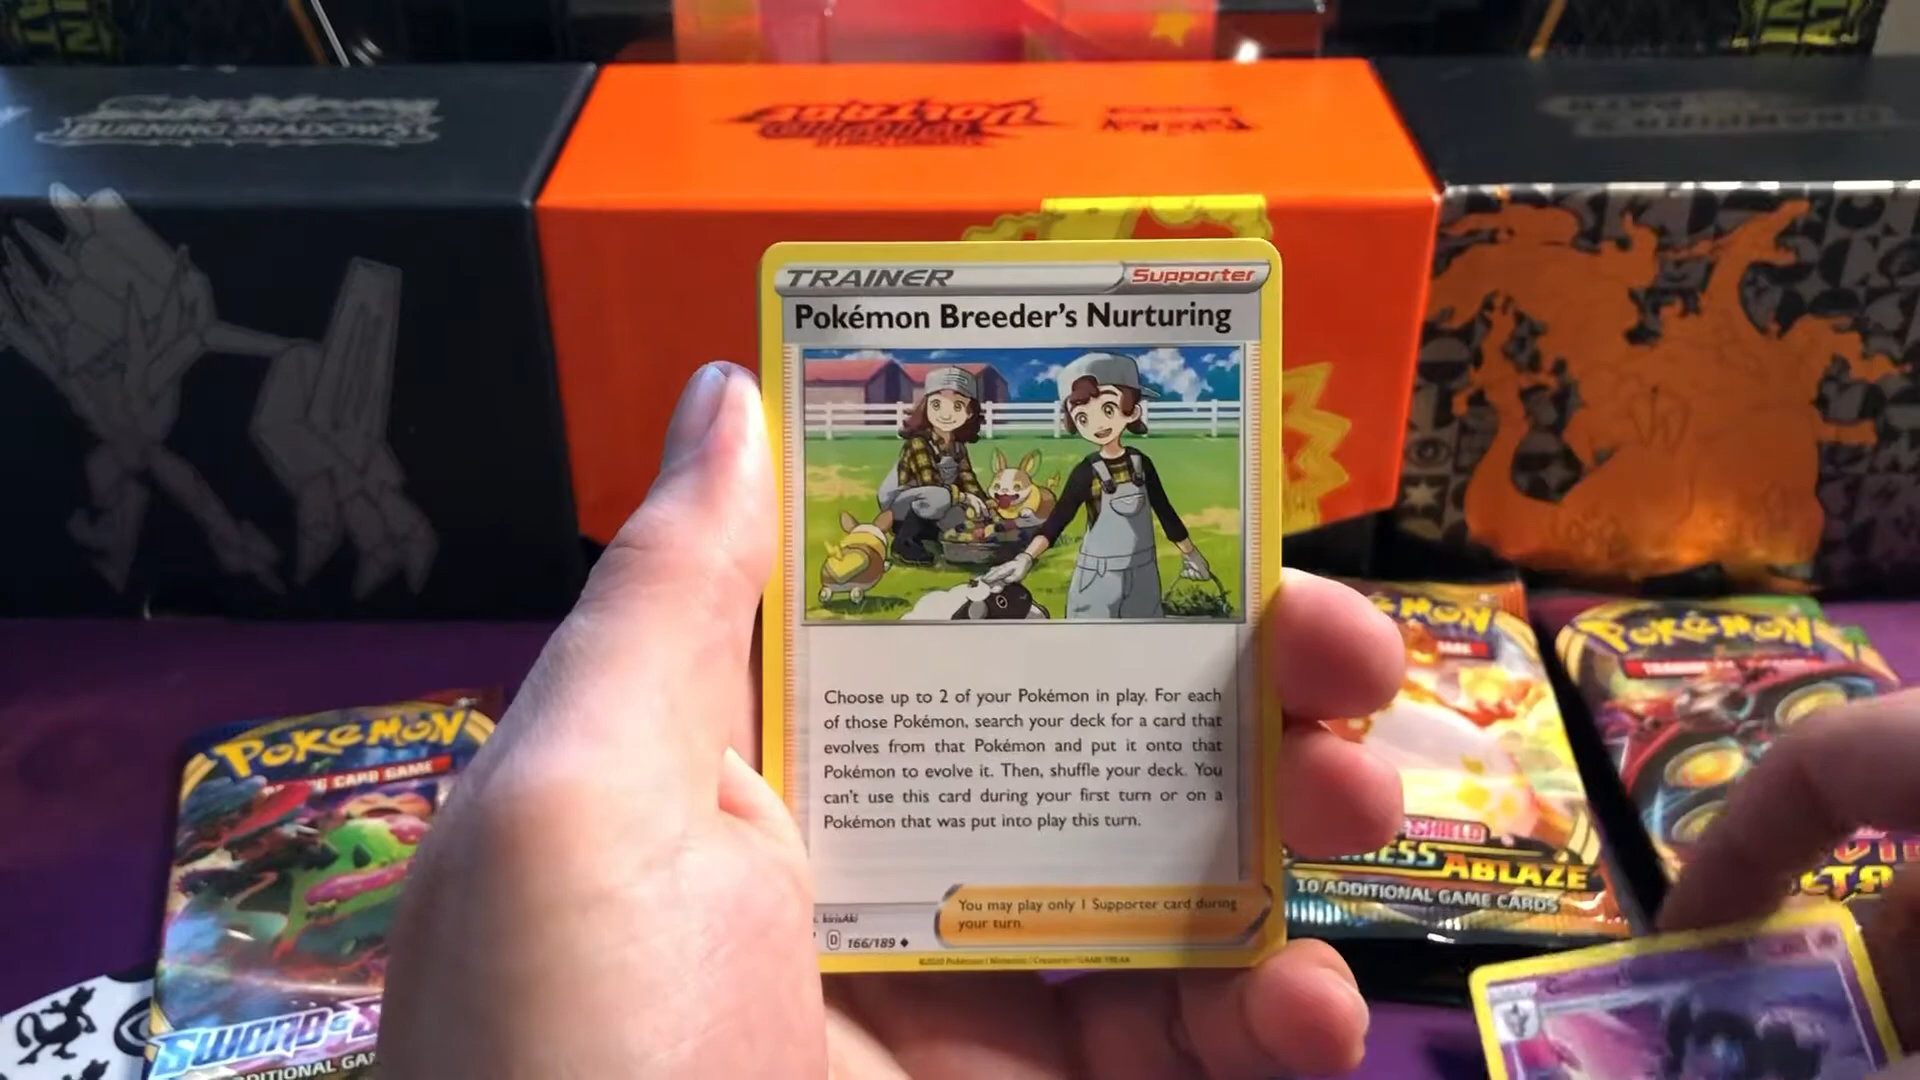 BURNING SHADOWS
TRAINER
Supporter
Pokémon Breeder's Nurturing
Choose up to 2 of your Pokémon in play. For each
of those Pokémon, search your deck for a card that
evolves from that Pokémon and put it onto that
Pokémon to evolve it. Then, shuffle your deck. You
can't use this card during your first turn or on a
Pokémon that was put into play this turn.
You may play only 1 Supporter card during
your turn.
D 166/189
POKéMON
CARD GAME
SWORD &
POKéMON
ABLAZE
10 ADDITIONAL GAME CARDS
POKéMON